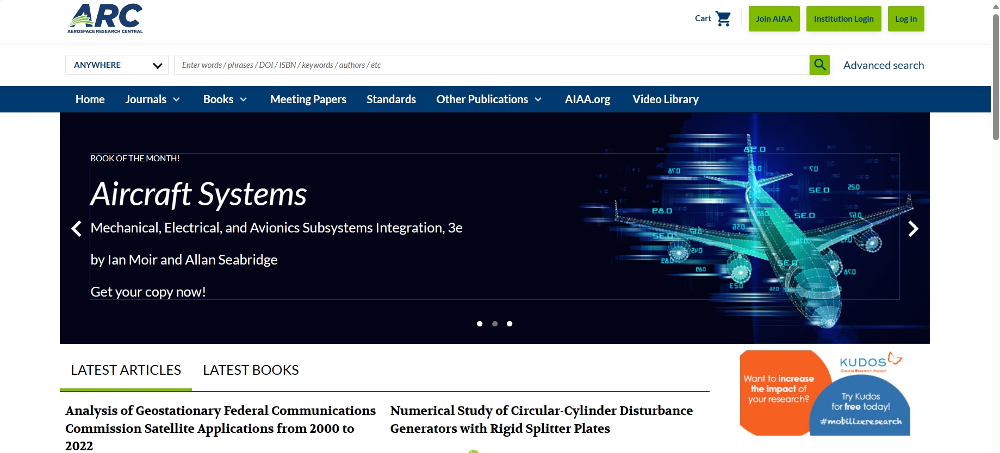 ARC
AEROSPACE RESEARCH CENTRAL
Cart
Join AIAA
Institution Login
Log In
ANYWHERE
Enter words / phrases / DOI / ISBN / keywords / authors / etc
Advanced search
Home
Journals
Books
Meeting Papers
Standards
Other Publications
AIAA.org
Video Library
BOOK OF THE MONTH!
Aircraft Systems
Mechanical, Electrical, and Avionics Subsystems Integration, 3e
by Ian Moir and Allan Seabridge
Get your copy now!
LATEST ARTICLES
LATEST BOOKS
Analysis of Geostationary Federal Communications
Commission Satellite Applications from 2000 to
2022
Numerical Study of Circular-Cylinder Disturbance
Generators with Rigid Splitter Plates
KUDOS
Greater Research Impact
Want to increase
the impact of
your research?
Try Kudos
for free today!
#mobilizeresearch